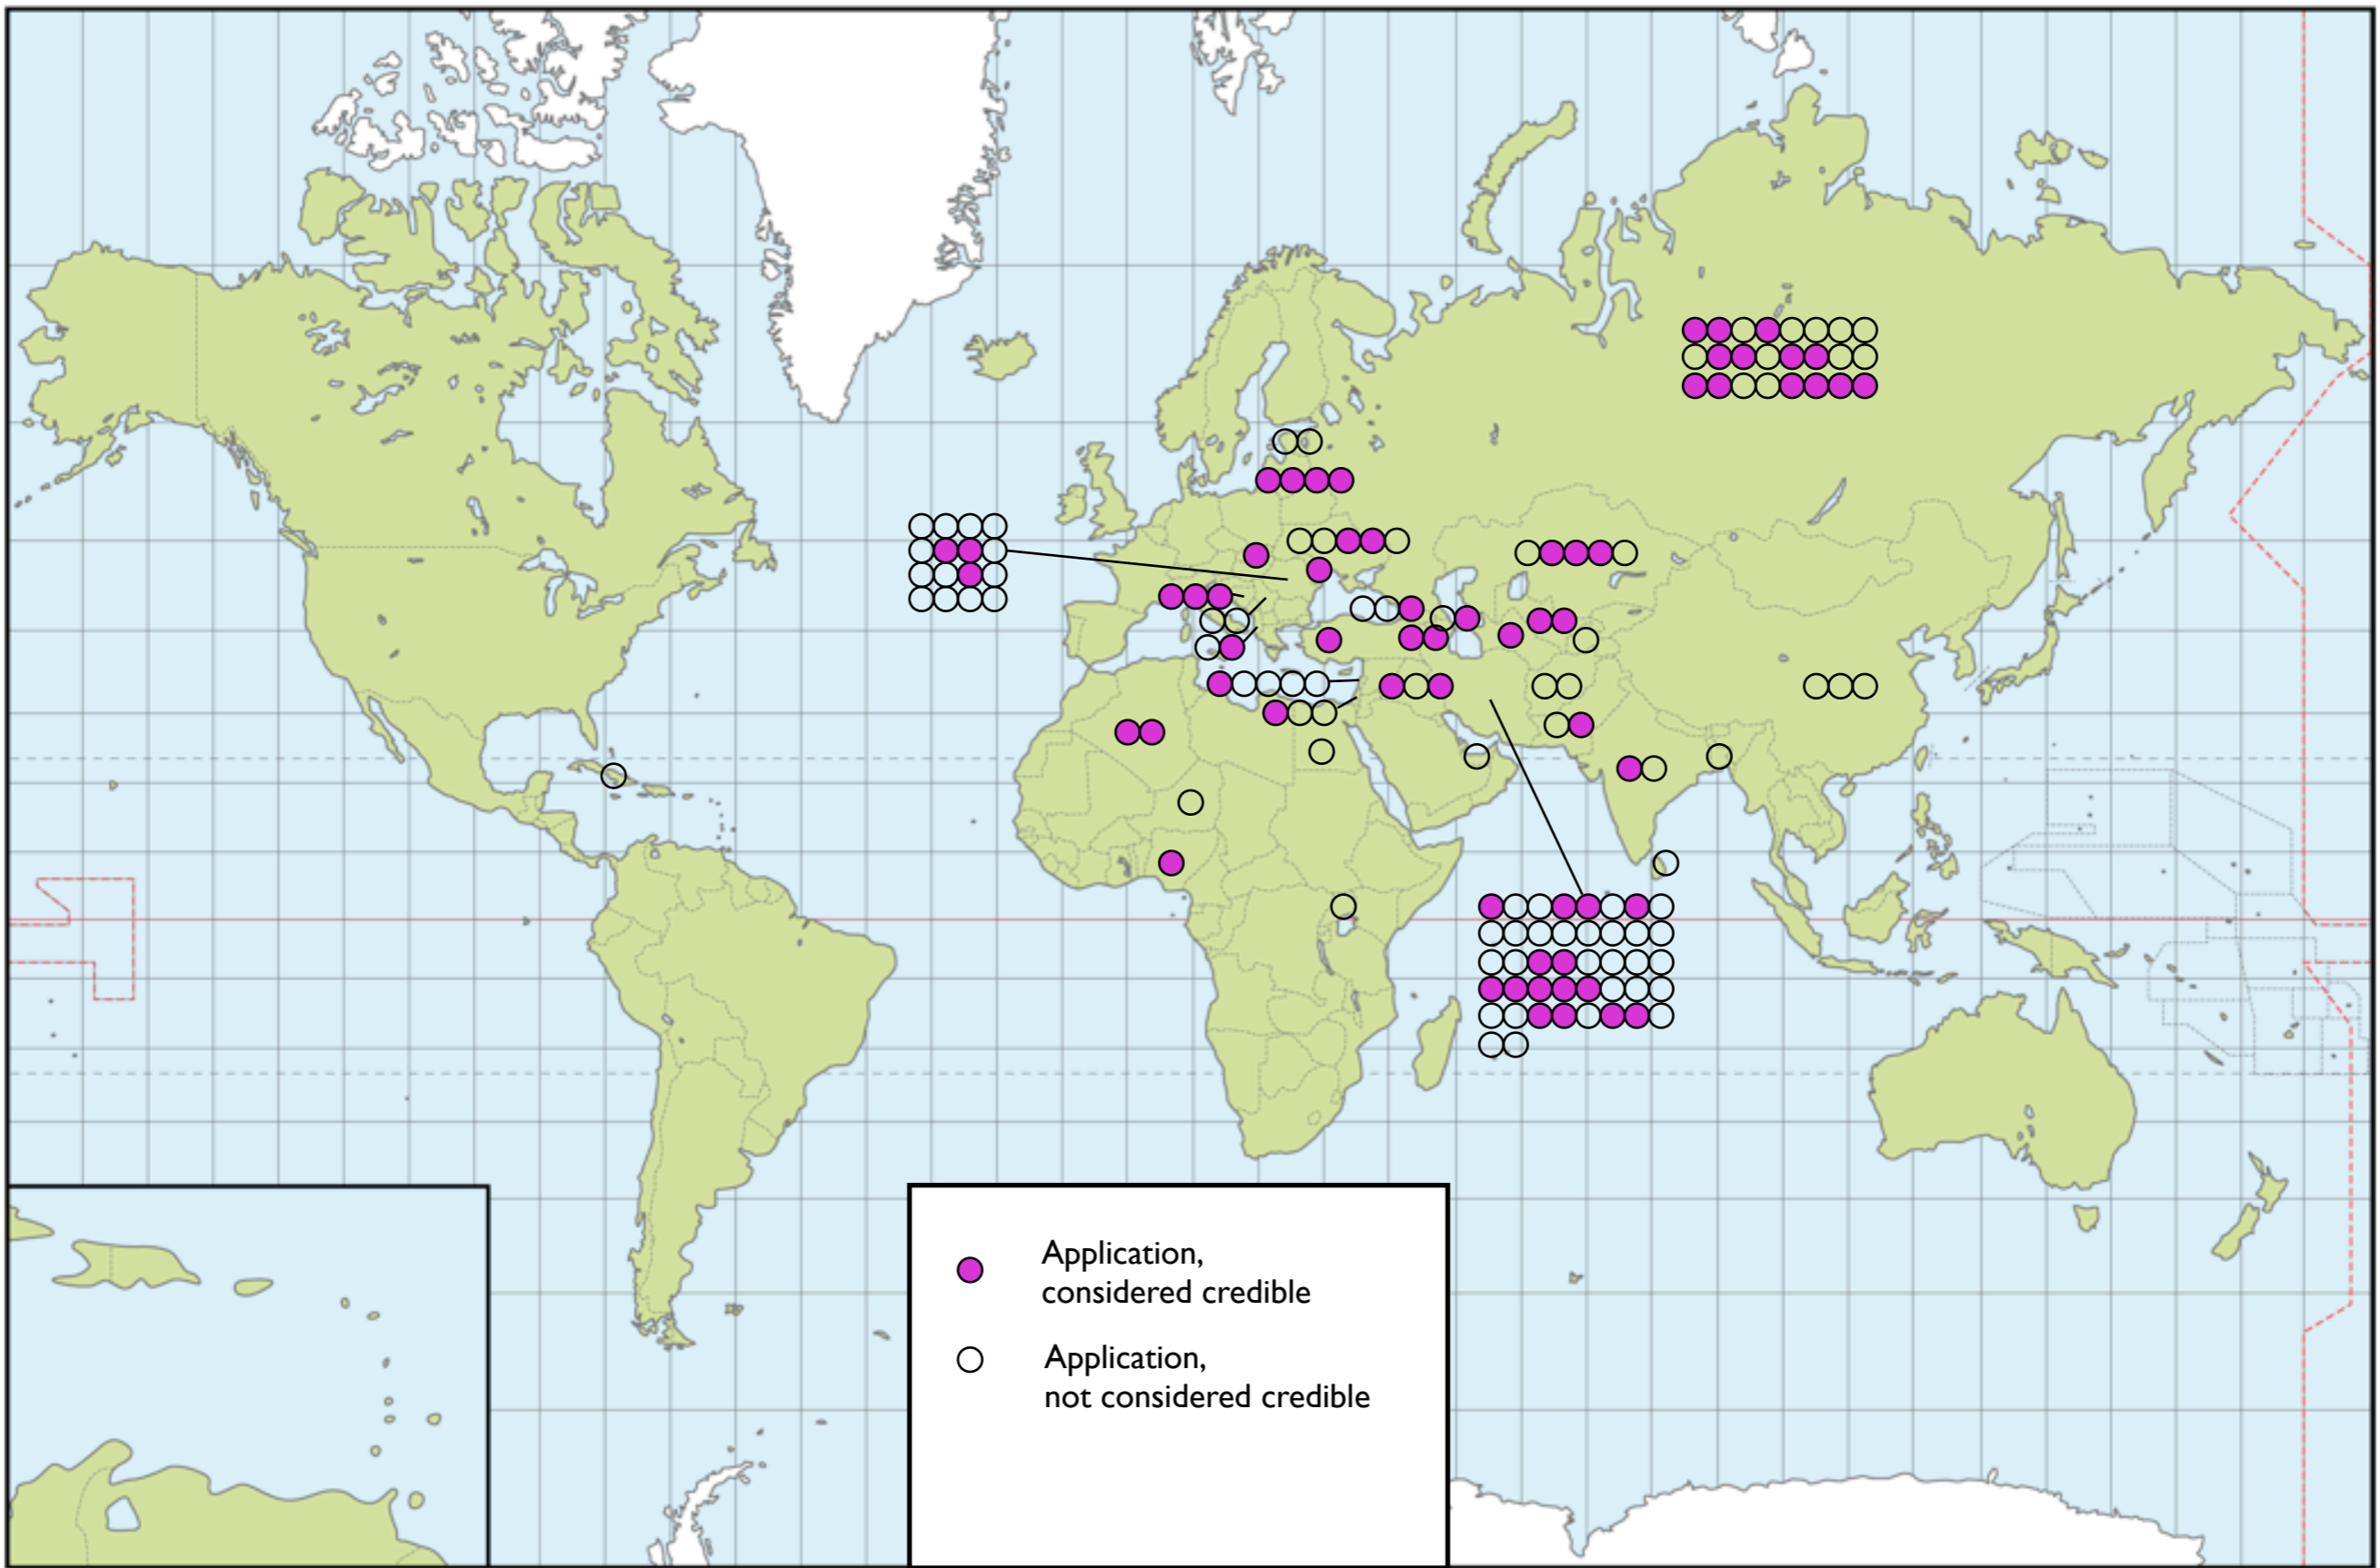 Application,
considered credible
Application,
not considered credible